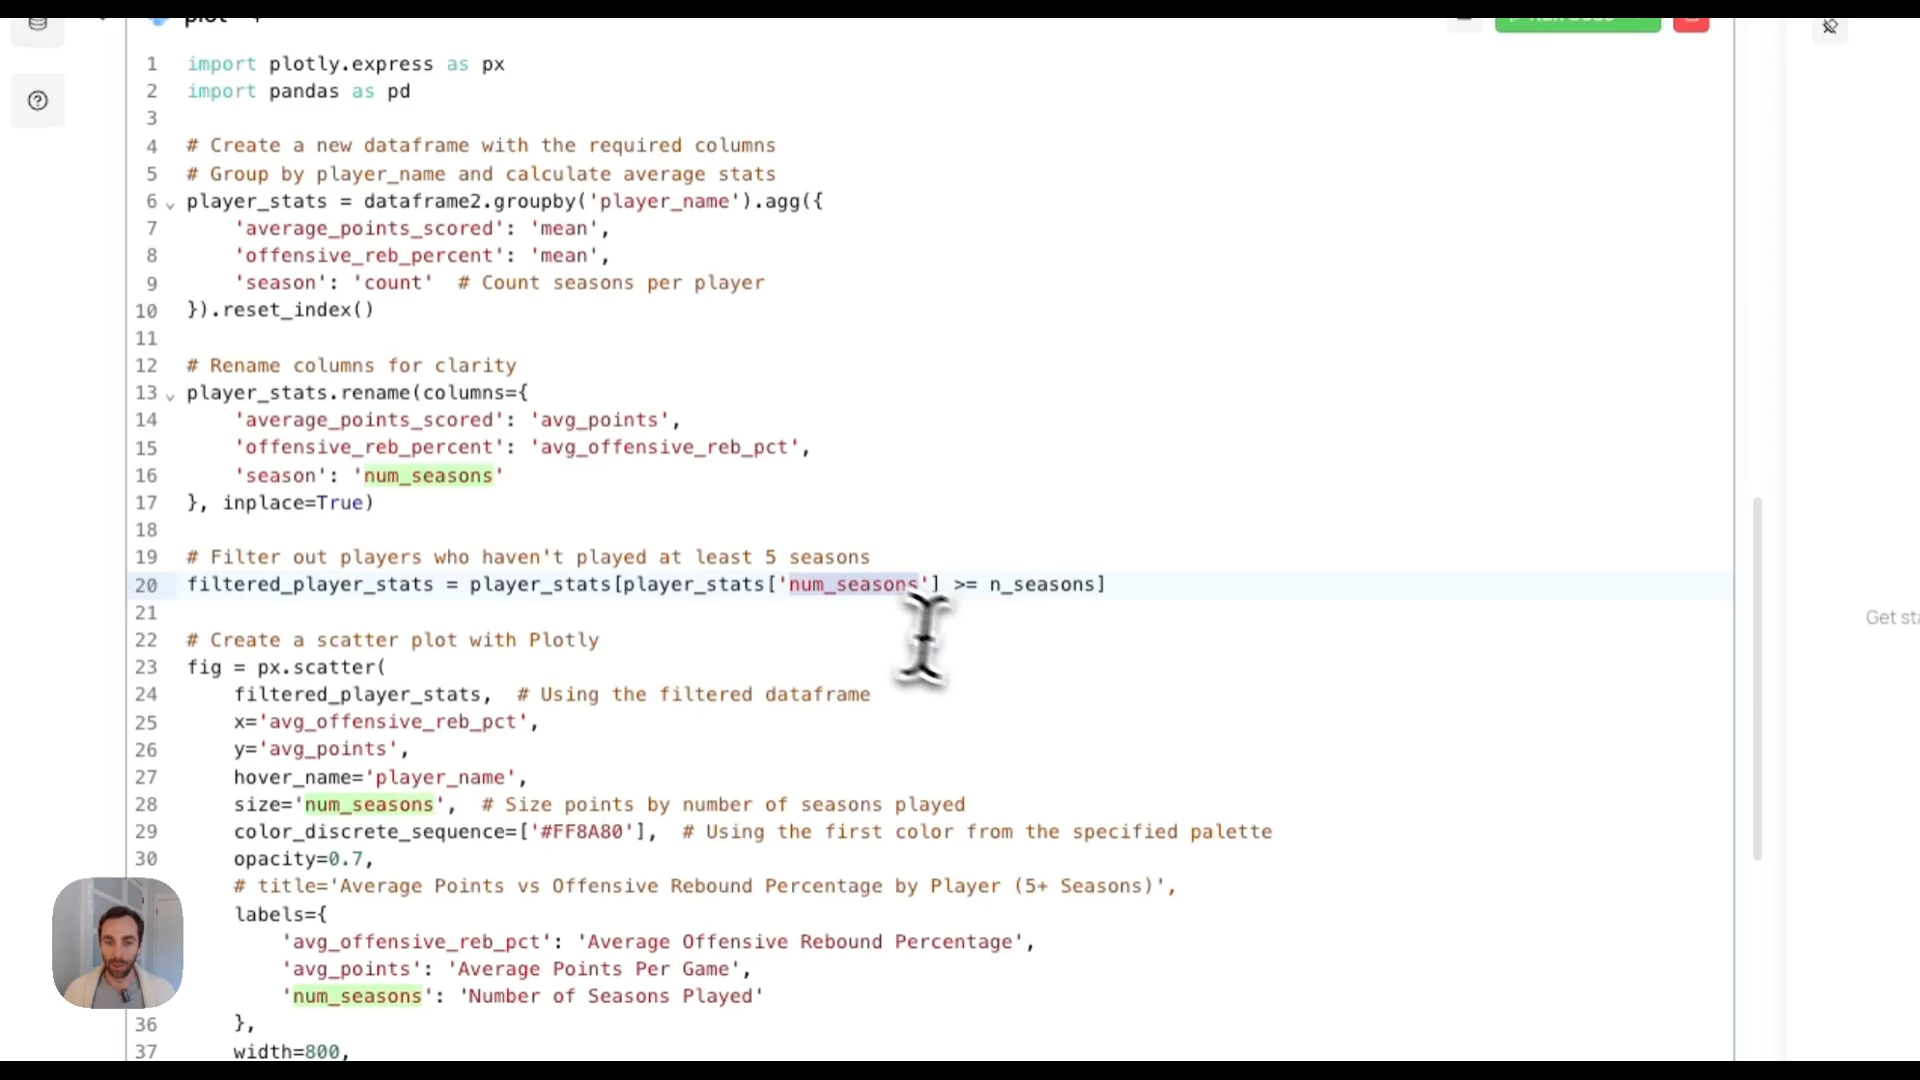 1 import plotly.express as px
2 import pandas as pd
3
4 # Create a new dataframe with the required columns
5 # Group by player_name and calculate average stats
6 player_stats = dataframe2.groupby('player_name').agg({
7     'average_points_scored': 'mean',
8     'offensive_reb_percent': 'mean',
9     'season': 'count'  # Count seasons per player
10 }).reset_index()
11
12 # Rename columns for clarity
13 player_stats.rename(columns={
14     'average_points_scored': 'avg_points',
15     'offensive_reb_percent': 'avg_offensive_reb_pct',
16     'season': 'num_seasons'
17 }, inplace=True)
18
19 # Filter out players who haven't played at least 5 seasons
20 filtered_player_stats = player_stats[player_stats['num_seasons'] >= n_seasons]
21
22 # Create a scatter plot with Plotly
23 fig = px.scatter(
24     filtered_player_stats,  # Using the filtered dataframe
25     x='avg_offensive_reb_pct',
26     y='avg_points',
27     hover_name='player_name',
28     size='num_seasons',  # Size points by number of seasons played
29     color_discrete_sequence=['#FF8A80'],  # Using the first color from the specified palette
30     opacity=0.7,
# title='Average Points vs Offensive Rebound Percentage by Player (5+ Seasons)',
labels={
'avg_offensive_reb_pct': 'Average Offensive Rebound Percentage',
'avg_points': 'Average Points Per Game',
'num_seasons': 'Number of Seasons Played'
36     },
37     width=800,
Get sta